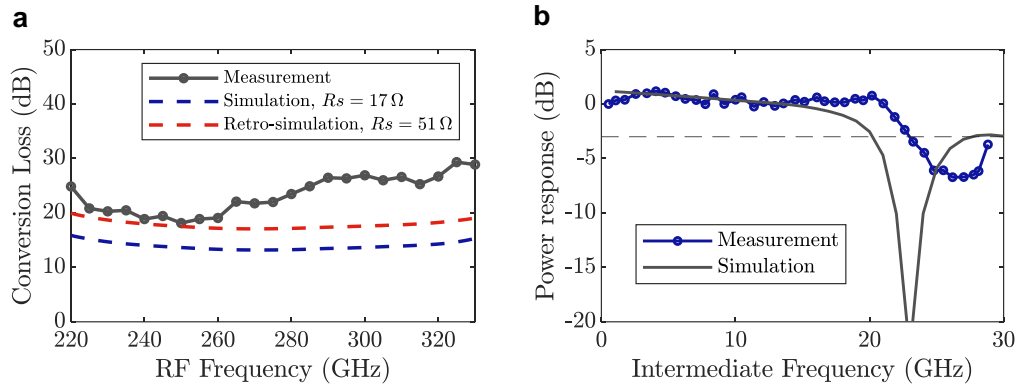 a
50
40
30
20
10
0
Conversion Loss (dB)
Measurement
Simulation, Rs = 17 Ω
Retro-simulation, Rs = 51 Ω
220 240 260 280 300 320
RF Frequency (GHz)
b
5
0
-5
-10
-15
-20
Power response (dB)
Measurement
Simulation
0 10 20 30
Intermediate Frequency (GHz)